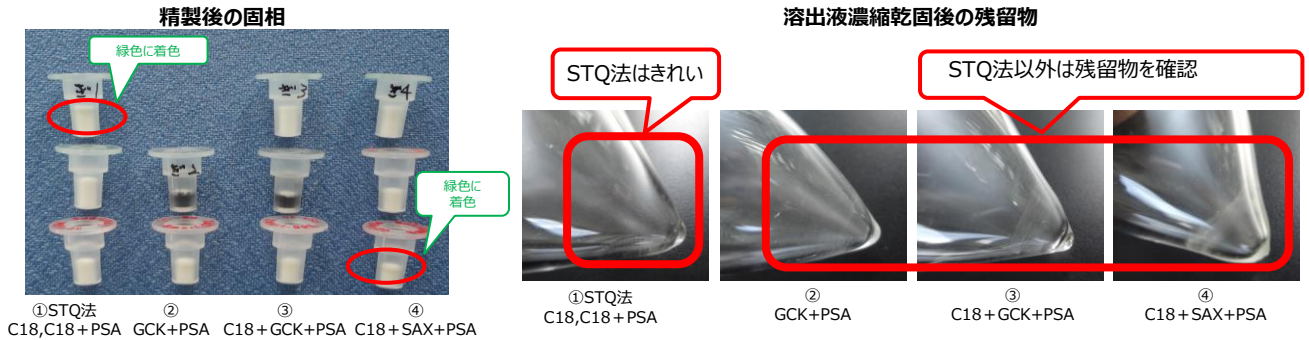 精製後の固相
溶出液濃縮乾固後の残留物
緑色に着色
緑色に
着色
STQ法はきれい
STQ法以外は残留物を確認
①STQ法
C18,C18+PSA
②
GCK+PSA
③
C18+GCK+PSA
④
C18+SAX+PSA
①STQ法
C18,C18+PSA
②
GCK+PSA
③
C18+GCK+PSA
④
C18+SAX+PSA